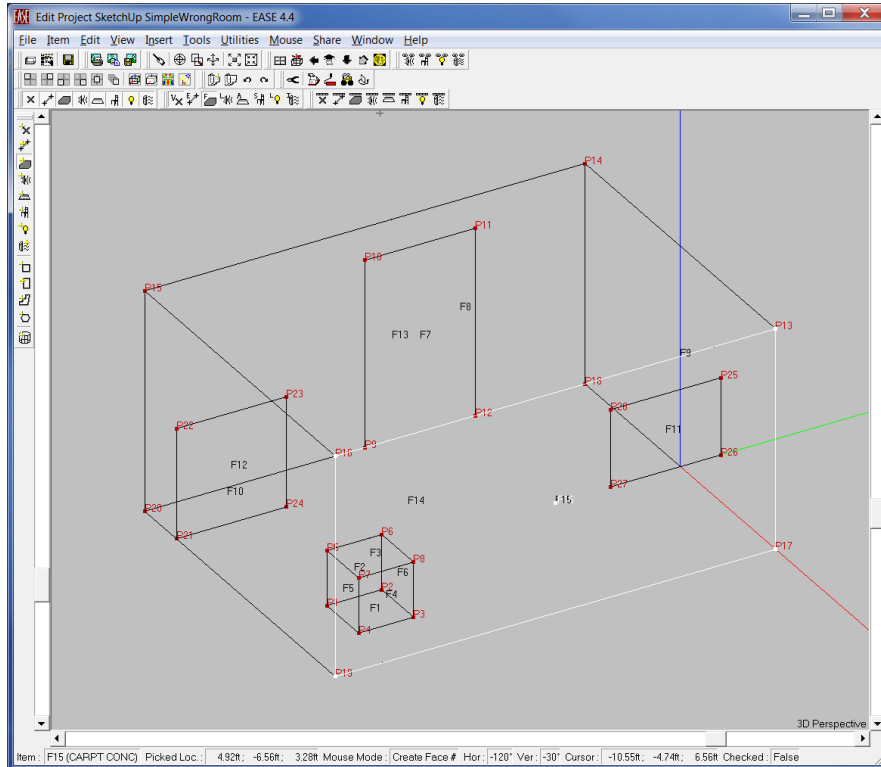 Edit Project SketchUp SimpleWrongRoom - EASE 4.4
File Item Edit View Insert Tools Utilities Mouse Share Window Help
P14
P11
P10
P15
F8
F13 F7
P13
F9
P16
P25
P23
P28
P12
P22
F11
P9
P16
P26
F12
F10
P27
F14
F15
P20
P24
P21
P6
P17
P5
F3
P8
F2
P7
F6
F5
P2
F4
P1
F1
P3
P4
P19
3D Perspective
Item : F15 (CARPT CONC) Picked Loc. : 4.92ft; -6.56ft; 3.28ft Mouse Mode : Create Face # Hor: -120° Ver: -30° Cursor : -10.55ft; -4.74ft; 6.56ft Checked : False